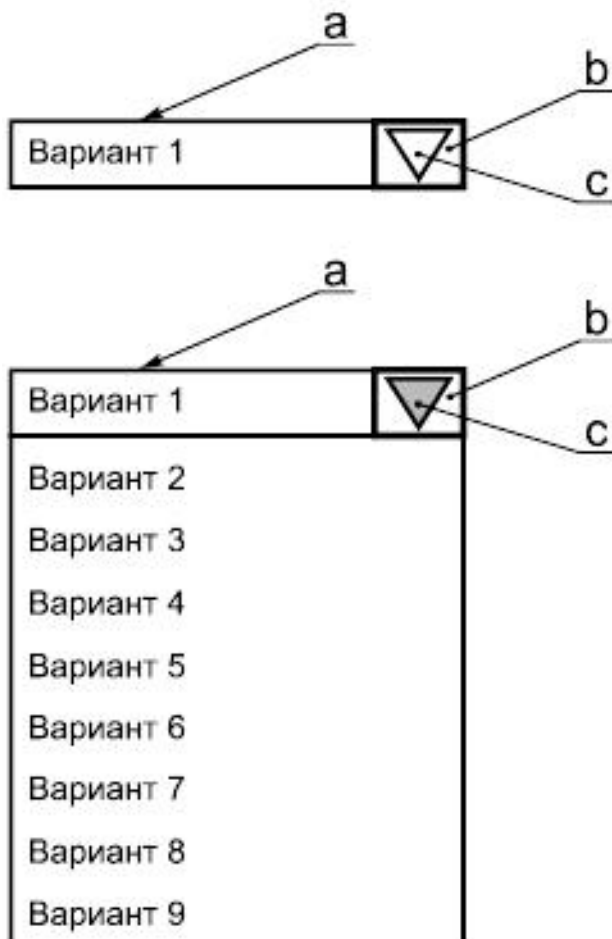 a
b
Вариант 1
c
a
b
Вариант 1
c
Вариант 2
Вариант 3
Вариант 4
Вариант 5
Вариант 6
Вариант 7
Вариант 8
Вариант 9